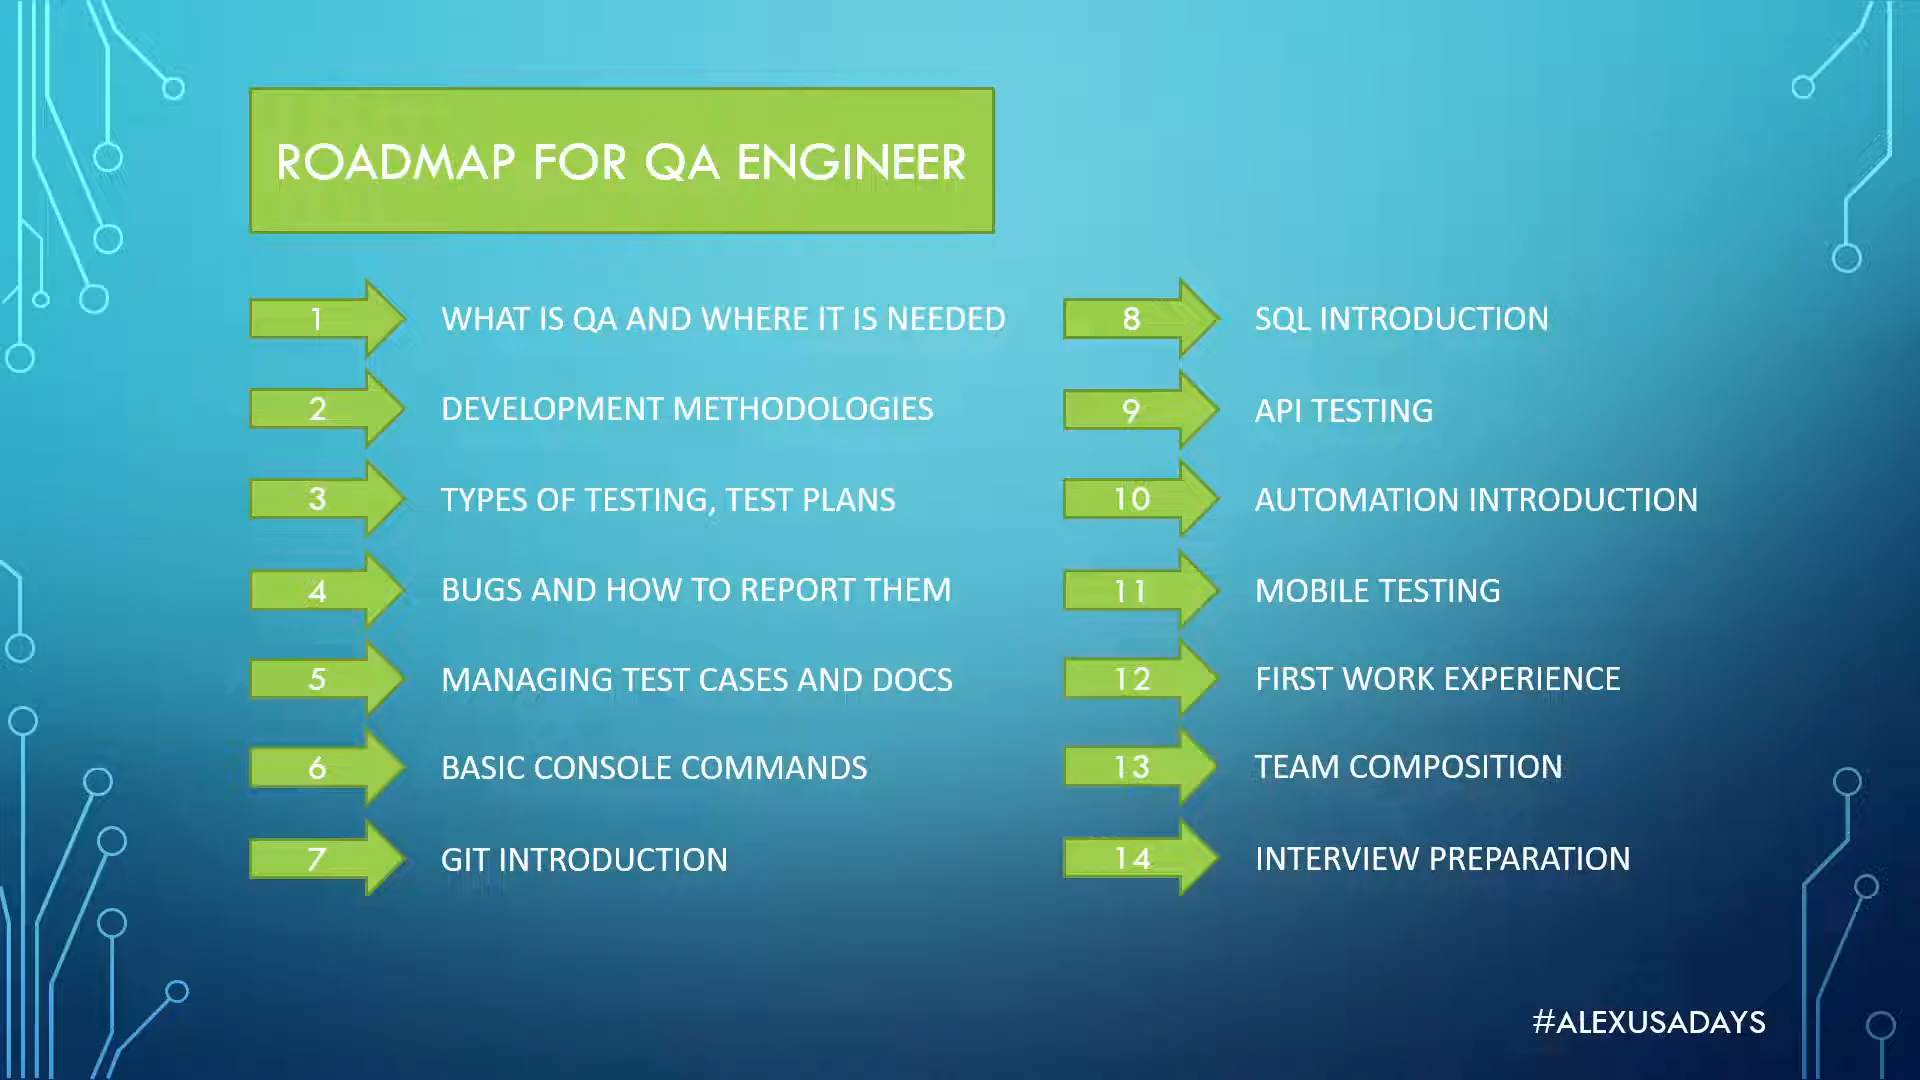 ROADMAP FOR QA ENGINEER
1 WHAT IS QA AND WHERE IT IS NEEDED
2 DEVELOPMENT METHODOLOGIES
3 TYPES OF TESTING, TEST PLANS
4 BUGS AND HOW TO REPORT THEM
5 MANAGING TEST CASES AND DOCS
6 BASIC CONSOLE COMMANDS
7 GIT INTRODUCTION
8 SQL INTRODUCTION
9 API TESTING
10 AUTOMATION INTRODUCTION
11 MOBILE TESTING
12 FIRST WORK EXPERIENCE
13 TEAM COMPOSITION
14 INTERVIEW PREPARATION
#ALEXUSADAYS